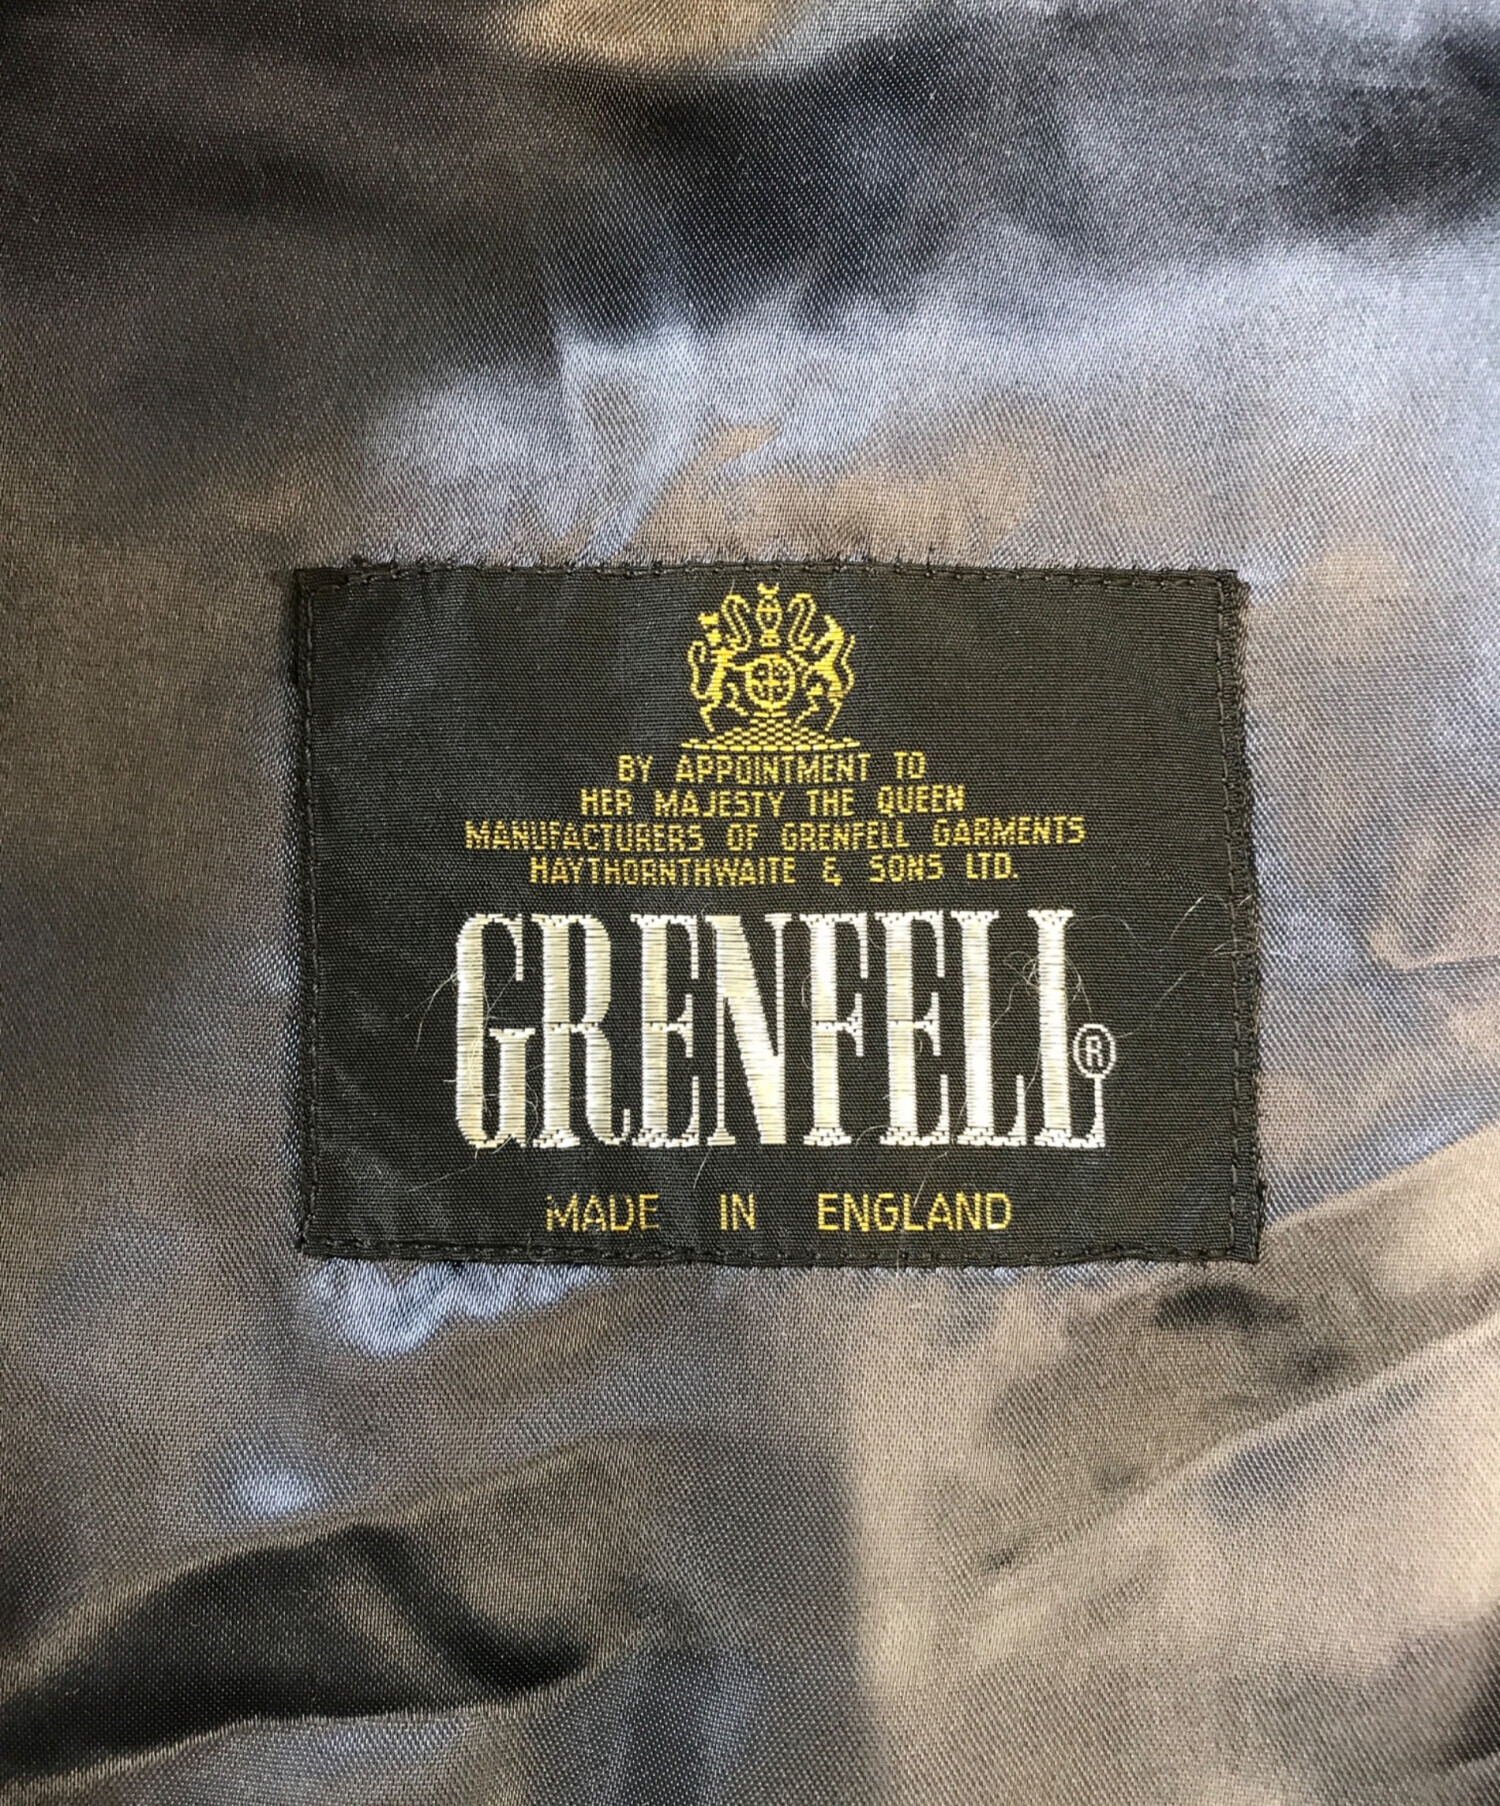 BY APPOINTMENT TO
HER MAJESTY THE QUEEN
MANUFACTURERS OF GRENFELL GARMENTS
HAYTHORNTHWAITE & SONS LTD.
GRENFELL®
MADE IN ENGLAND